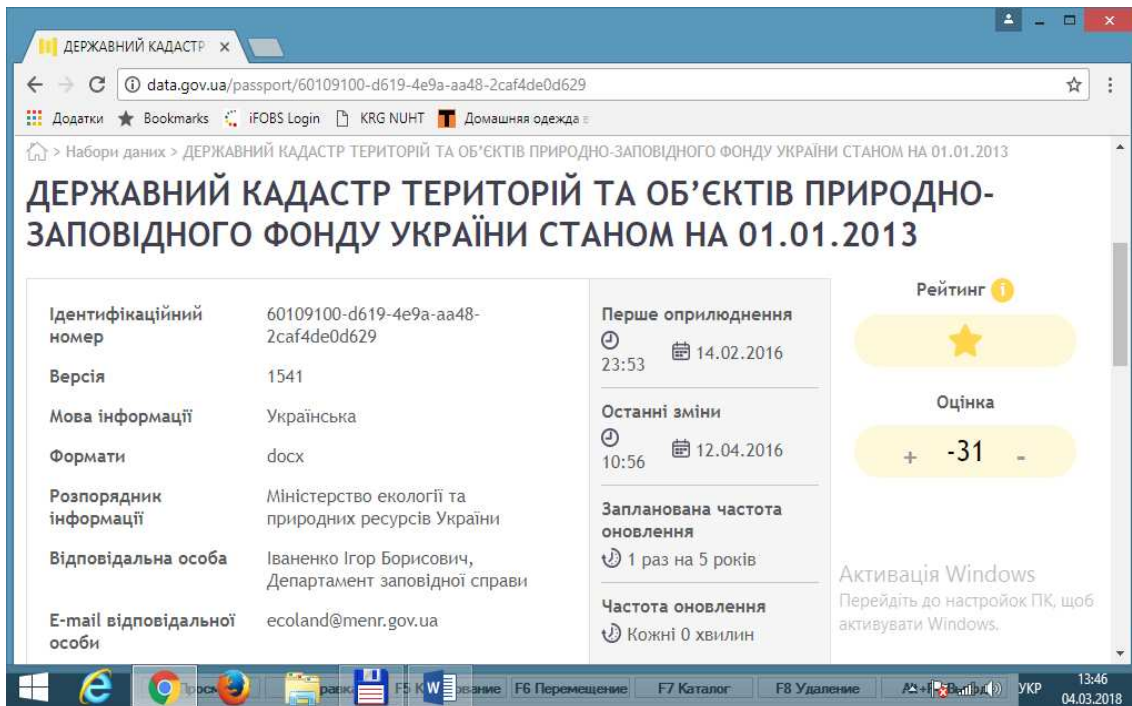 ДЕРЖАВНИЙ КАДАСТР
data.gov.ua/passport/60109100-d619-4e9a-aa48-2caf4de0d629
Додатки Bookmarks iFOBS Login KRG NUHT Домашняя одежда в
> Набори даних > ДЕРЖАВНИЙ КАДАСТР ТЕРИТОРІЙ ТА ОБ'ЄКТІВ ПРИРОДНО-ЗАПОВІДНОГО ФОНДУ УКРАЇНИ СТАНОМ НА 01.01.2013
ДЕРЖАВНИЙ КАДАСТР ТЕРИТОРІЙ ТА ОБ'ЄКТІВ ПРИРОДНО-
ЗАПОВІДНОГО ФОНДУ УКРАЇНИ СТАНОМ НА 01.01.2013
Ідентифікаційний номер
60109100-d619-4e9a-aa48-
2caf4de0d629
Версія 1541
Мова інформації Українська
Формати docx
Розпорядник інформації
Міністерство екології та
природних ресурсів України
Відповідальна особа
Іваненко Ігор Борисович,
Департамент заповідної справи
E-mail відповідальної особи
ecoland@menr.gov.ua
Перше оприлюднення
23:53 14.02.2016
Останні зміни
10:56 12.04.2016
Запланована частота
оновлення
1 раз на 5 років
Частота оновлення
Кожні 0 хвилин
Рейтинг i
Оцінка
+ -31 -
Активація Windows
Перейдіть до настройок ПК, щоб
активувати Windows.
F6 Перемещение F7 Каталог F8 Удаление УКР 13:46
04.03.2018